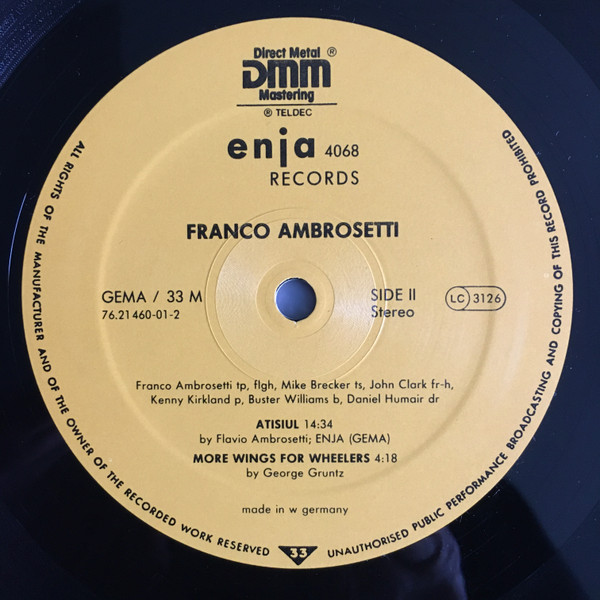 Direct Metal ®
DMM
Mastering
® TELDEC
enja 4068
RECORDS
FRANCO AMBROSETTI
GEMA / 33 M
76.21460-01-2
SIDE II
Stereo
LC 3126
Franco Ambrosetti tp, flgh, Mike Brecker ts, John Clark fr-h,
Kenny Kirkland p, Buster Williams b, Daniel Humair dr
ATISIUL 14:34
by Flavio Ambrosetti; ENJA (GEMA)
MORE WINGS FOR WHEELERS 4:18
by George Gruntz
made in w germany
ALL RIGHTS OF THE MANUFACTURER AND OF THE OWNER OF THE RECORDED WORK RESERVED
33
UNAUTHORISED PUBLIC PERFORMANCE BROADCASTING AND COPYING OF THIS RECORD PROHIBITED